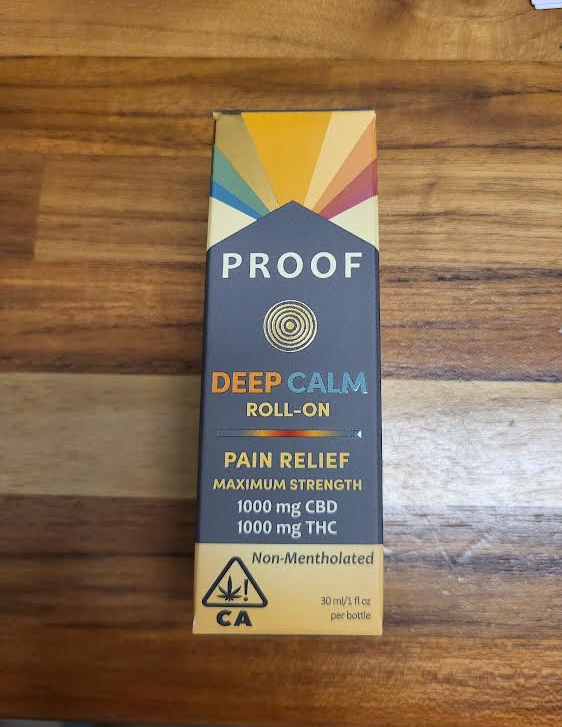 PROOF
DEEP CALM
ROLL-ON
PAIN RELIEF
MAXIMUM STRENGTH
1000 mg CBD
1000 mg THC
Non-Mentholated
!
CA
30 ml/1 fl oz
per bottle